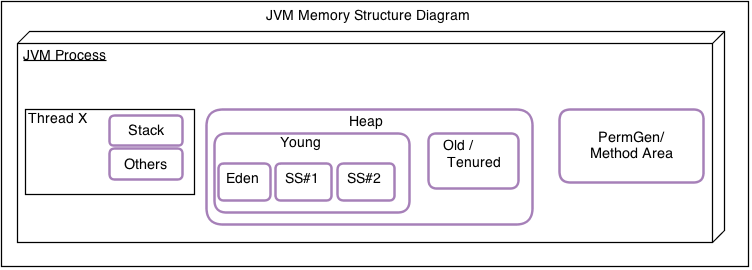 JVM Memory Structure Diagram
JVM Process
Thread X
Stack
Others
Heap
Young
Eden
SS#1
SS#2
Old /
Tenured
PermGen/
Method Area